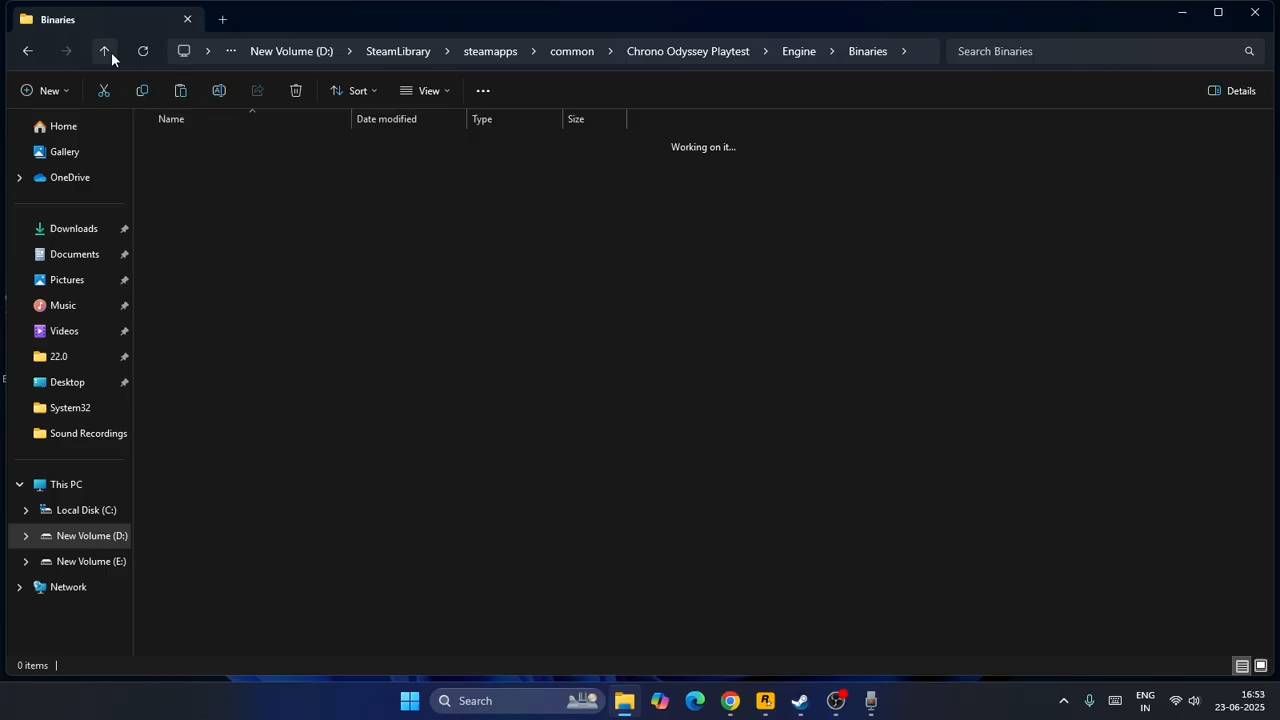 Binaries
New Volume (D:)
SteamLibrary
steamapps
common
Chrono Odyssey Playtest
Engine
Binaries
Search Binaries
New
Sort
View
Details
Name
Date modified
Type
Size
Working on it...
Home
Gallery
OneDrive
Downloads
Documents
Pictures
Music
Videos
22.0
Desktop
System32
Sound Recordings
This PC
Local Disk (C:)
New Volume (D:)
New Volume (E:)
Network
0 items
Search
ENG
IN
16:53
23-06-2025